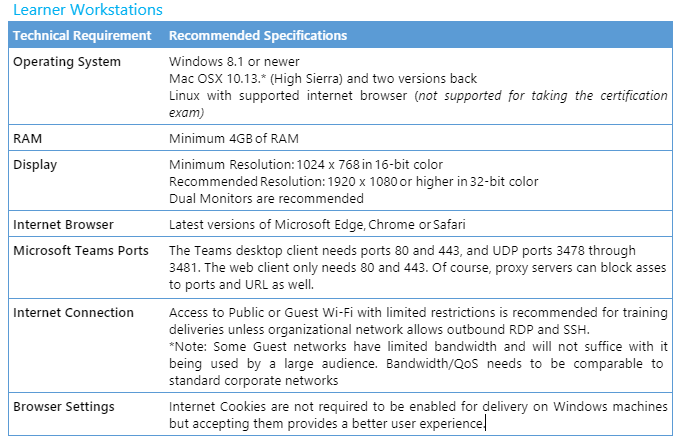 Learner Workstations
Technical Requirement Recommended Specifications
Operating System Windows 8.1 or newer
Mac OSX 10.13.* (High Sierra) and two versions back
Linux with supported internet browser (not supported for taking the certification
exam)
RAM Minimum 4GB of RAM
Display Minimum Resolution: 1024 x 768 in 16-bit color
Recommended Resolution: 1920 x 1080 or higher in 32-bit color
Dual Monitors are recommended
Internet Browser Latest versions of Microsoft Edge, Chrome or Safari
Microsoft Teams Ports The Teams desktop client needs ports 80 and 443, and UDP ports 3478 through
3481. The web client only needs 80 and 443. Of course, proxy servers can block asses
to ports and URL as well.
Internet Connection Access to Public or Guest Wi-Fi with limited restrictions is recommended for training
deliveries unless organizational network allows outbound RDP and SSH.
*Note: Some Guest networks have limited bandwidth and will not suffice with it
being used by a large audience. Bandwidth/QoS needs to be comparable to
standard corporate networks
Browser Settings Internet Cookies are not required to be enabled for delivery on Windows machines
but accepting them provides a better user experience.